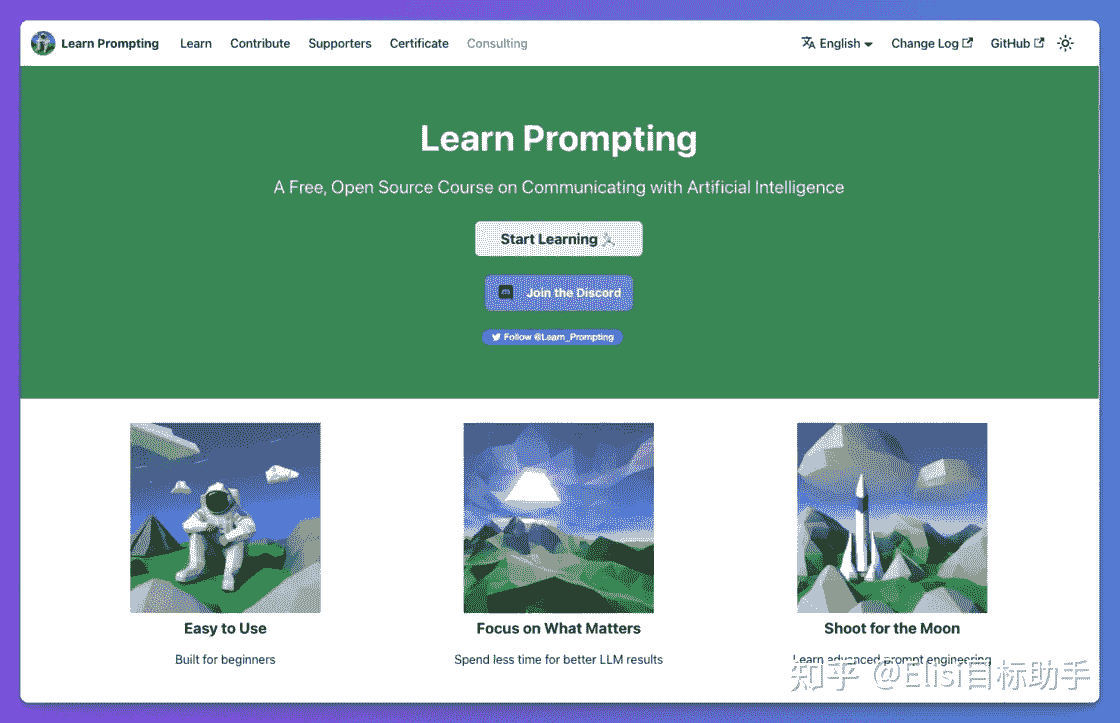 Learn Prompting Learn Contribute Supporters Certificate Consulting English Change Log GitHub
Learn Prompting
A Free, Open Source Course on Communicating with Artificial Intelligence
Start Learning
Join the Discord
Follow @Learn_Prompting
Easy to Use
Built for beginners
Focus on What Matters
Spend less time for better LLM results
Shoot for the Moon
Learn advanced prompt engineering
知乎 @Elisi目标助手